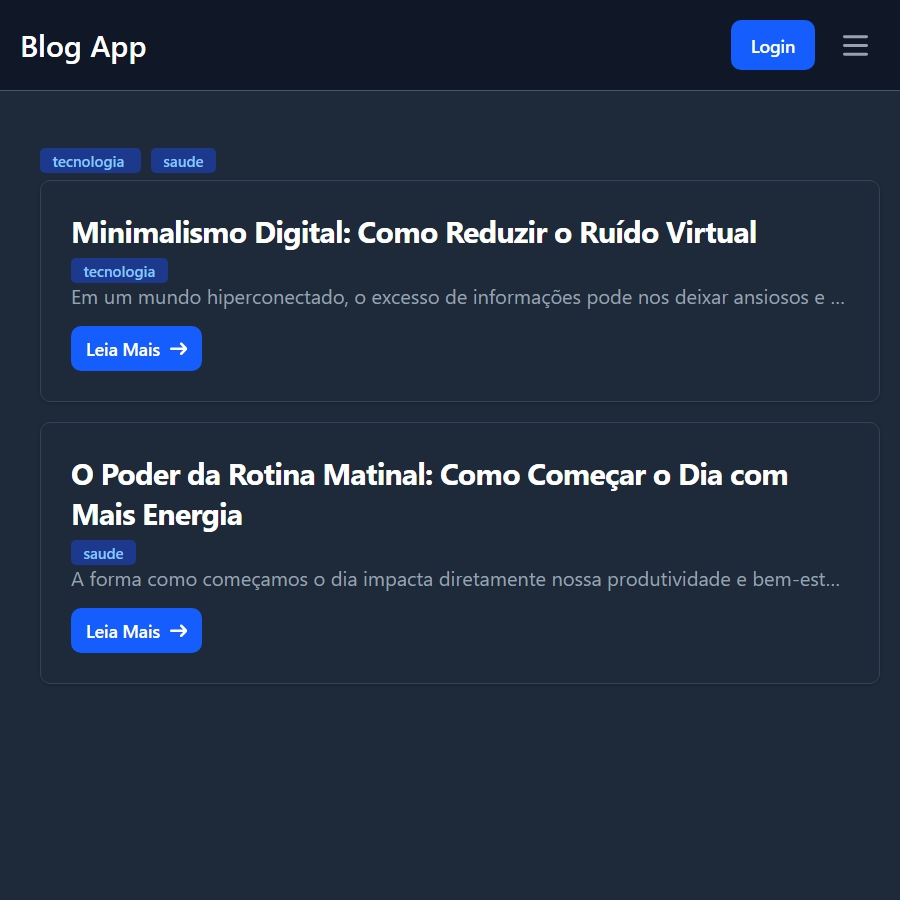 Blog App
Login
tecnologia
saude
Minimalismo Digital: Como Reduzir o Ruído Virtual
tecnologia
Em um mundo hiperconectado, o excesso de informações pode nos deixar ansiosos e ...
Leia Mais
O Poder da Rotina Matinal: Como Começar o Dia com
Mais Energia
saude
A forma como começamos o dia impacta diretamente nossa produtividade e bem-est...
Leia Mais